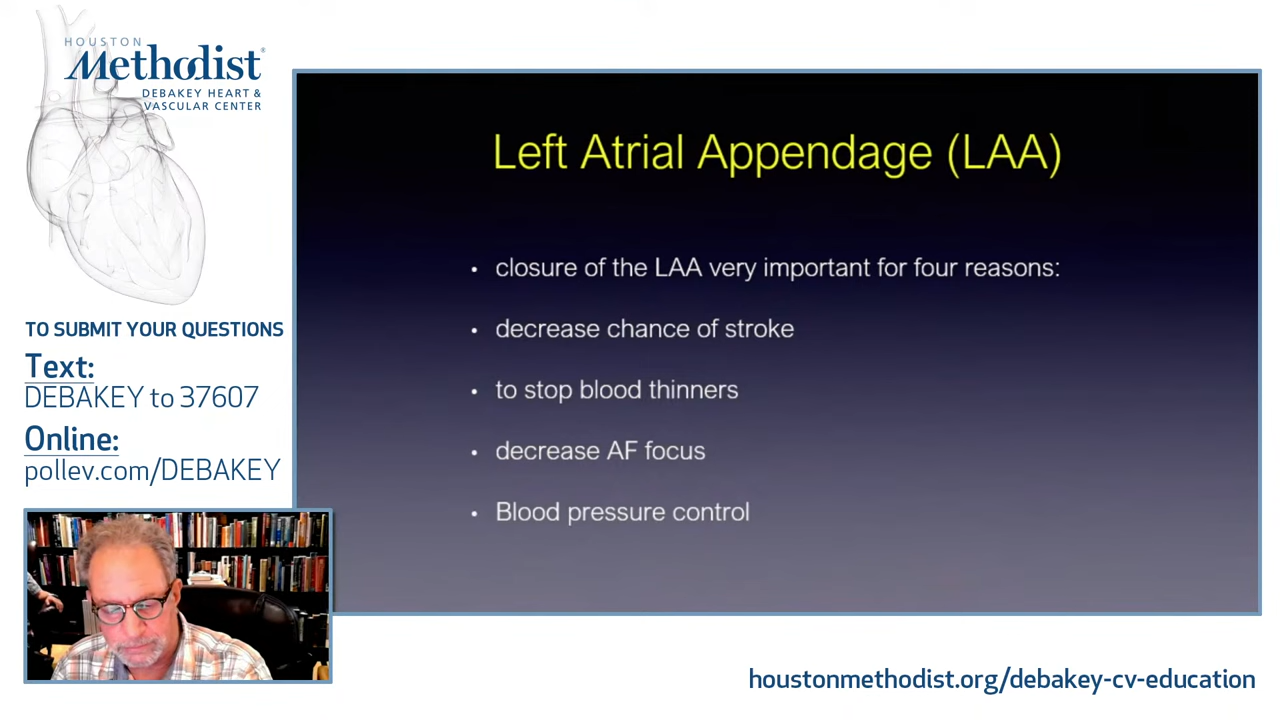 HOUSTON
Methodist®
DEBAKEY HEART &
VASCULAR CENTER
TO SUBMIT YOUR QUESTIONS
Text:
DEBAKEY to 37607
Online:
pollev.com/DEBAKEY
Left Atrial Appendage (LAA)
• closure of the LAA very important for four reasons:
• decrease chance of stroke
• to stop blood thinners
• decrease AF focus
• Blood pressure control
houstonmethodist.org/debakey-cv-education